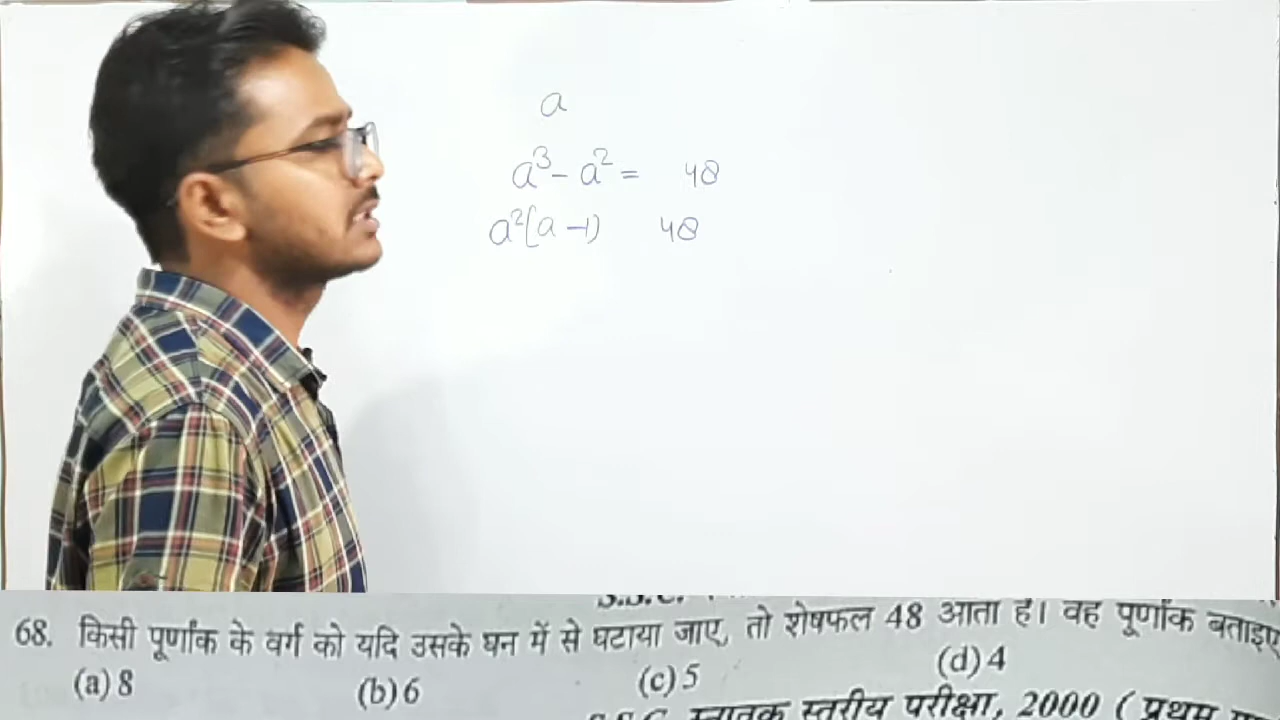 a
a³ - a² = 48
a²(a - 1) 48
S.S.C.
68. किसी पूर्णांक के वर्ग को यदि उसके घन में से घटाया जाए, तो शेषफल 48 आता है। वह पूर्णांक बताइए
(a) 8 (b) 6 (c) 5 (d) 4
S.S.C. स्नातक स्तरीय परीक्षा, 2000 ( प्रथम